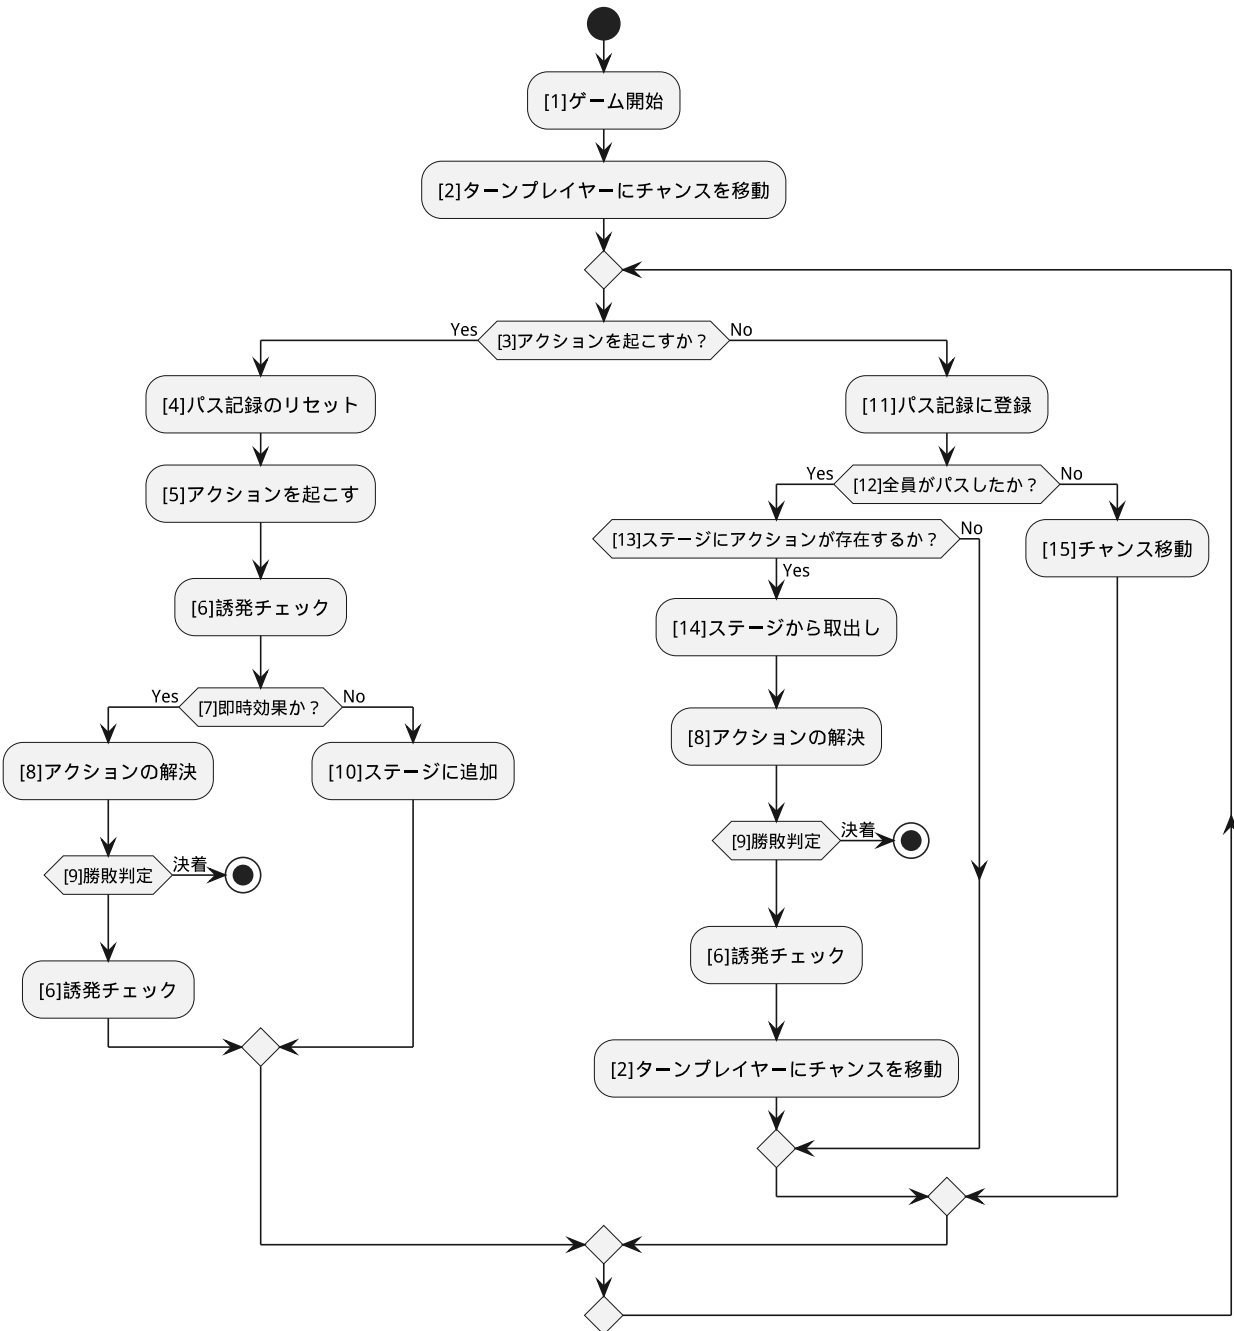 [1]ゲーム開始
[2]ターンプレイヤーにチャンスを移動
[3]アクションを起こすか？
Yes
No
[4]パス記録のリセット
[5]アクションを起こす
[6]誘発チェック
[7]即時効果か？
Yes
No
[8]アクションの解決
[9]勝敗判定
決着
[6]誘発チェック
[10]ステージに追加
[11]パス記録に登録
[12]全員がパスしたか？
Yes
No
[13]ステージにアクションが存在するか？
Yes
No
[14]ステージから取出し
[8]アクションの解決
[9]勝敗判定
決着
[6]誘発チェック
[2]ターンプレイヤーにチャンスを移動
[15]チャンス移動